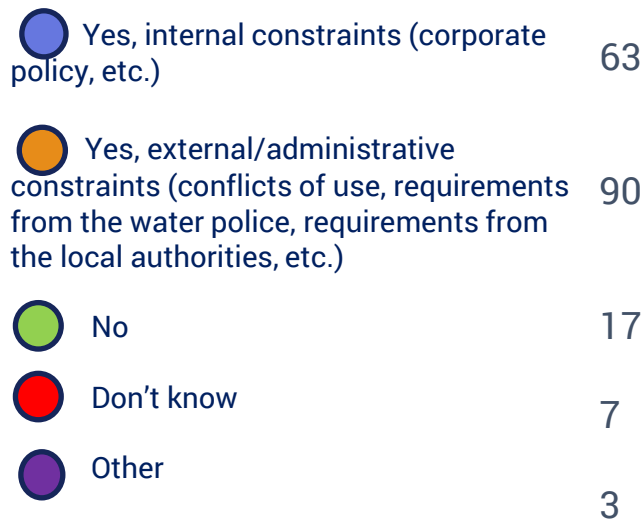 Yes, internal constraints (corporate
policy, etc.)
63
Yes, external/administrative
constraints (conflicts of use, requirements
from the water police, requirements from
the local authorities, etc.)
90
No
17
Don't know
7
Other
3